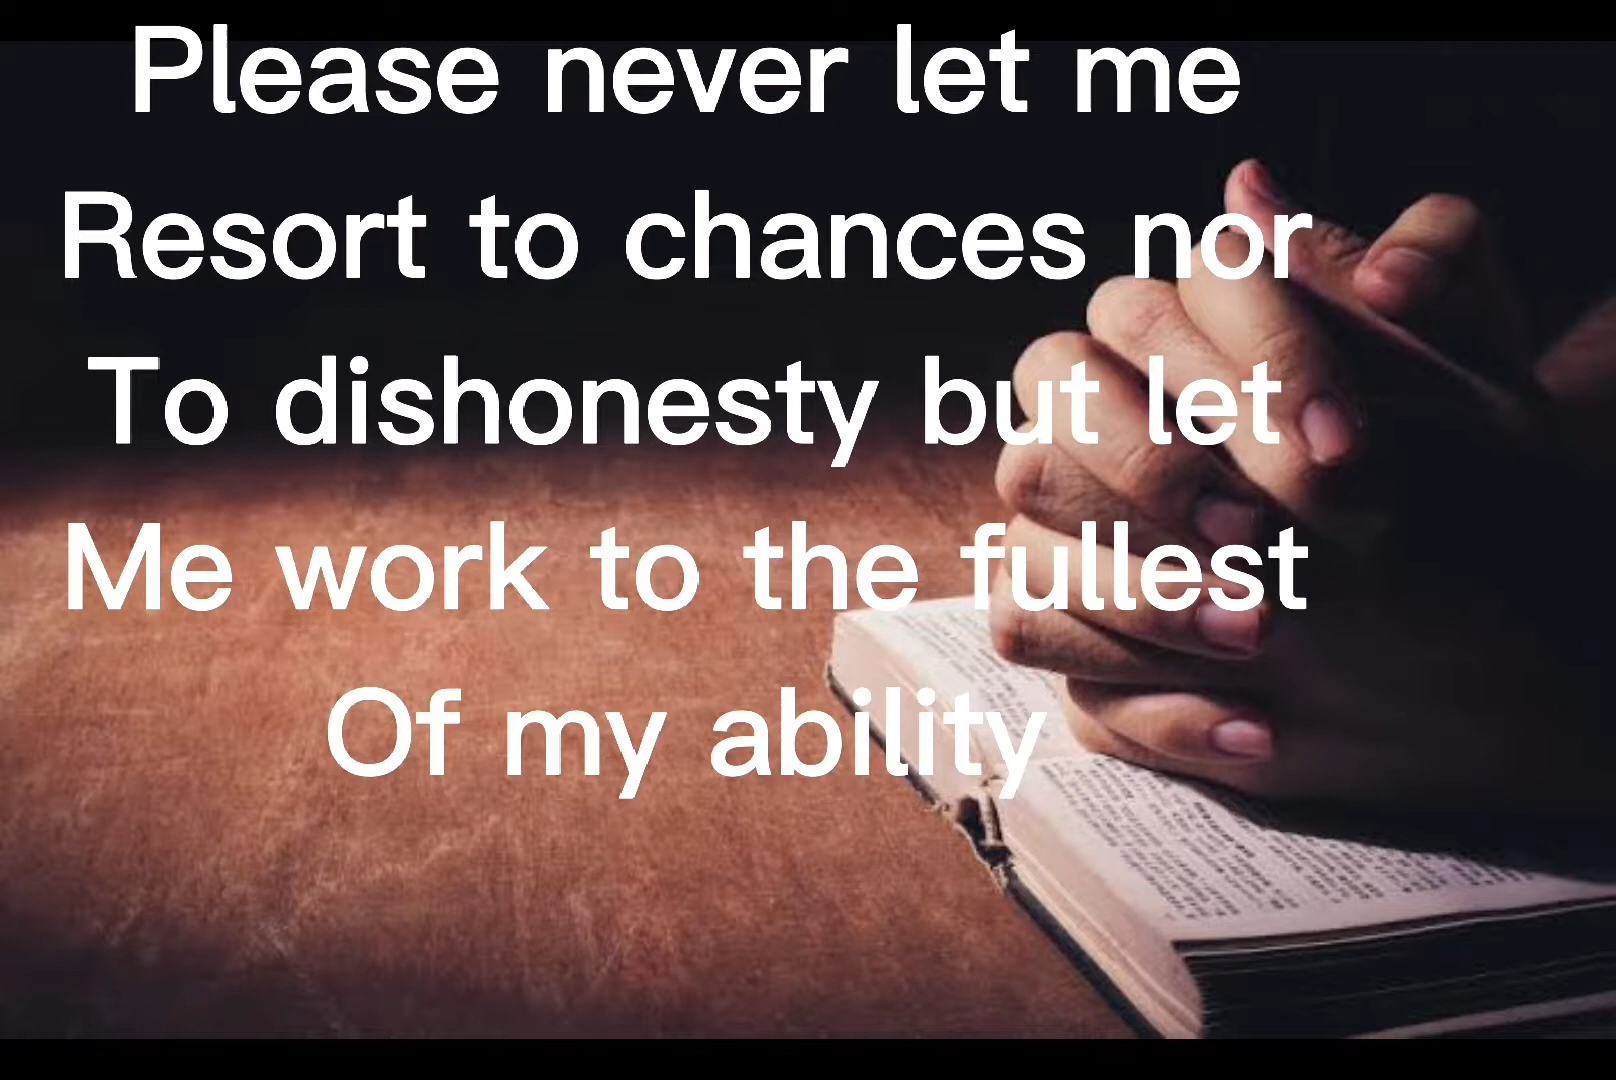 Please never let me
Resort to chances nor
To dishonesty but let
Me work to the fullest
Of my ability